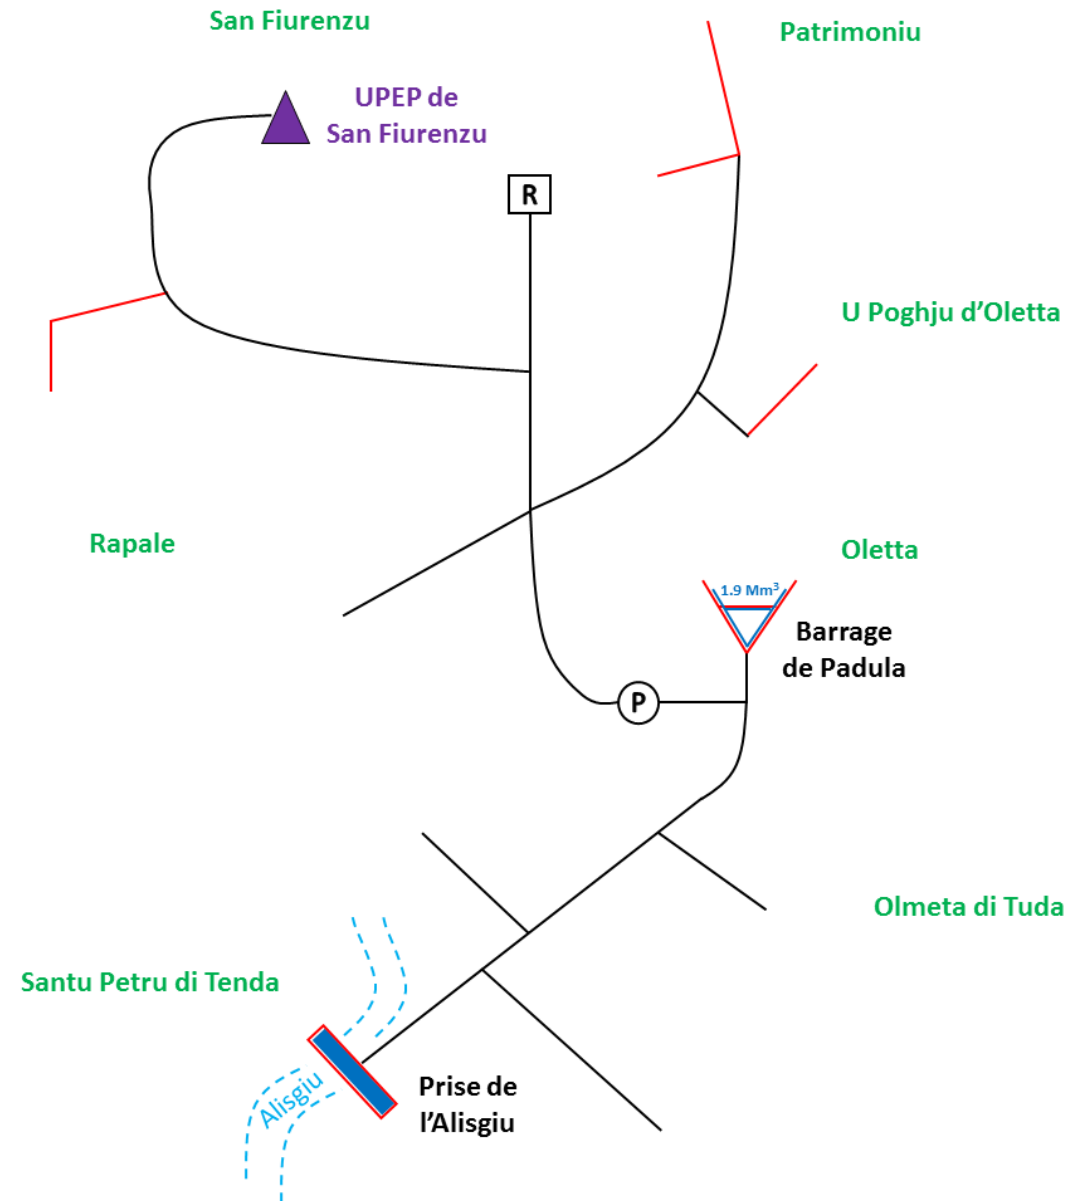 San Fiurenzu
Patrimoniu
UPEP de
San Fiurenzu
R
U Poghju d’Oletta
Rapale
Oletta
1.9 Mm³
Barrage
de Padula
P
Olmeta di Tuda
Santu Petru di Tenda
Prise de
l’Alisgiu
Alisgiu